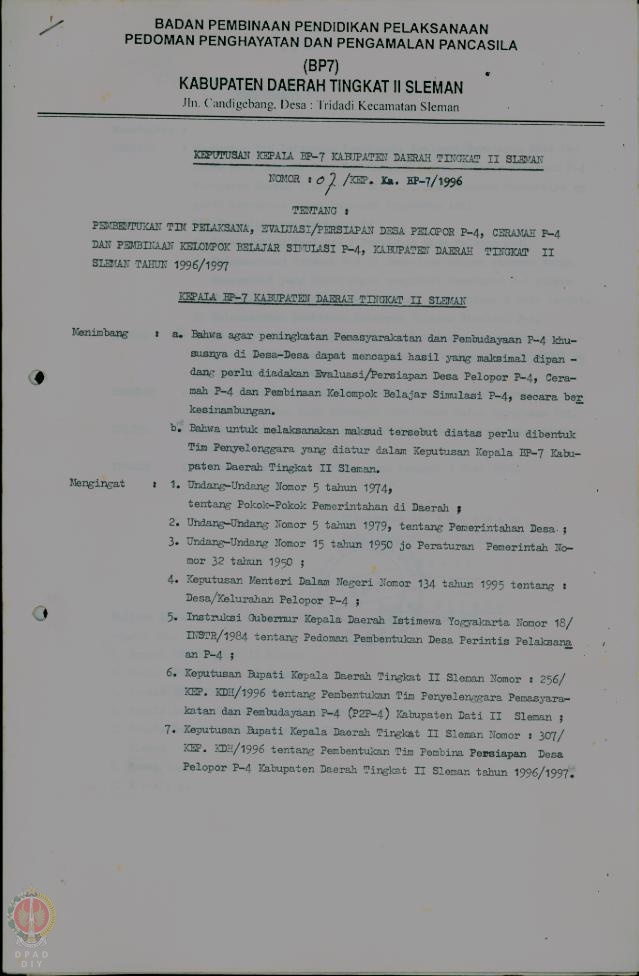 BADAN PEMBINAAN PENDIDIKAN PELAKSANAAN
PEDOMAN PENGHAYATAN DAN PENGAMALAN PANCASILA
(BP7)
KABUPATEN DAERAH TINGKAT II SLEMAN
Jln. Candigebang, Desa : Tridadi Kecamatan Sleman
KEPUTUSAN KEPALA BP-7 KABUPATEN DAERAH TINGKAT II SLEMAN
NOMOR : 07 /KEP. Ka. BP-7/1996
TENTANG :
PEMBENTUKAN TIM PELAKSANA, EVALUASI/PERSIAPAN DESA PELOPOR P-4, CERAMAH P-4
DAN PEMBINAAN KELOMPOK BELAJAR SIMULASI P-4, KABUPATEN DAERAH TINGKAT II
SLEMAN TAHUN 1996/1997
KEPALA BP-7 KABUPATEN DAERAH TINGKAT II SLEMAN
Menimbang : a. Bahwa agar peningkatan Pemasyarakatan dan Pembudayaan P-4 khu-
susnya di Desa-Desa dapat mencapai hasil yang maksimal dipan -
dang perlu diadakan Evaluasi/Persiapan Desa Pelopor P-4, Cera-
mah P-4 dan Pembinaan Kelompok Belajar Simulasi P-4, secara ber
kesinambungan.
b. Bahwa untuk melaksanakan maksud tersebut diatas perlu dibentuk
Tim Penyelenggara yang diatur dalam Keputusan Kepala BP-7 Kabu-
paten Daerah Tingkat II Sleman.
Mengingat : 1. Undang-Undang Nomor 5 tahun 1974,
tentang Pokok-Pokok Pemerintahan di Daerah ;
2. Undang-Undang Nomor 5 tahun 1979, tentang Pemerintahan Desa ;
3. Undang-Undang Nomor 15 tahun 1950 jo Peraturan Pemerintah No-
mor 32 tahun 1950 ;
4. Keputusan Menteri Dalam Negeri Nomor 134 tahun 1995 tentang :
Desa/Kelurahan Pelopor P-4 ;
5. Instruksi Gubernur Kepala Daerah Istimewa Yogyakarta Nomor 18/
INSTR/1984 tentang Pedoman Pembentukan Desa Perintis Pelaksana
an P-4 ;
6. Keputusan Bupati Kepala Daerah Tingkat II Sleman Nomor : 256/
KEP. KDH/1996 tentang Pembentukan Tim Penyelenggara Pemasyara-
katan dan Pembudayaan P-4 (P2P-4) Kabupaten Dati II Sleman ;
7. Keputusan Bupati Kepala Daerah Tingkat II Sleman Nomor : 307/
KEP. KDH/1996 tentang Pembentukan Tim Pembina Persiapan Desa
Pelopor P-4 Kabupaten Daerah Tingkat II Sleman tahun 1996/1997.
DPAD
DIY